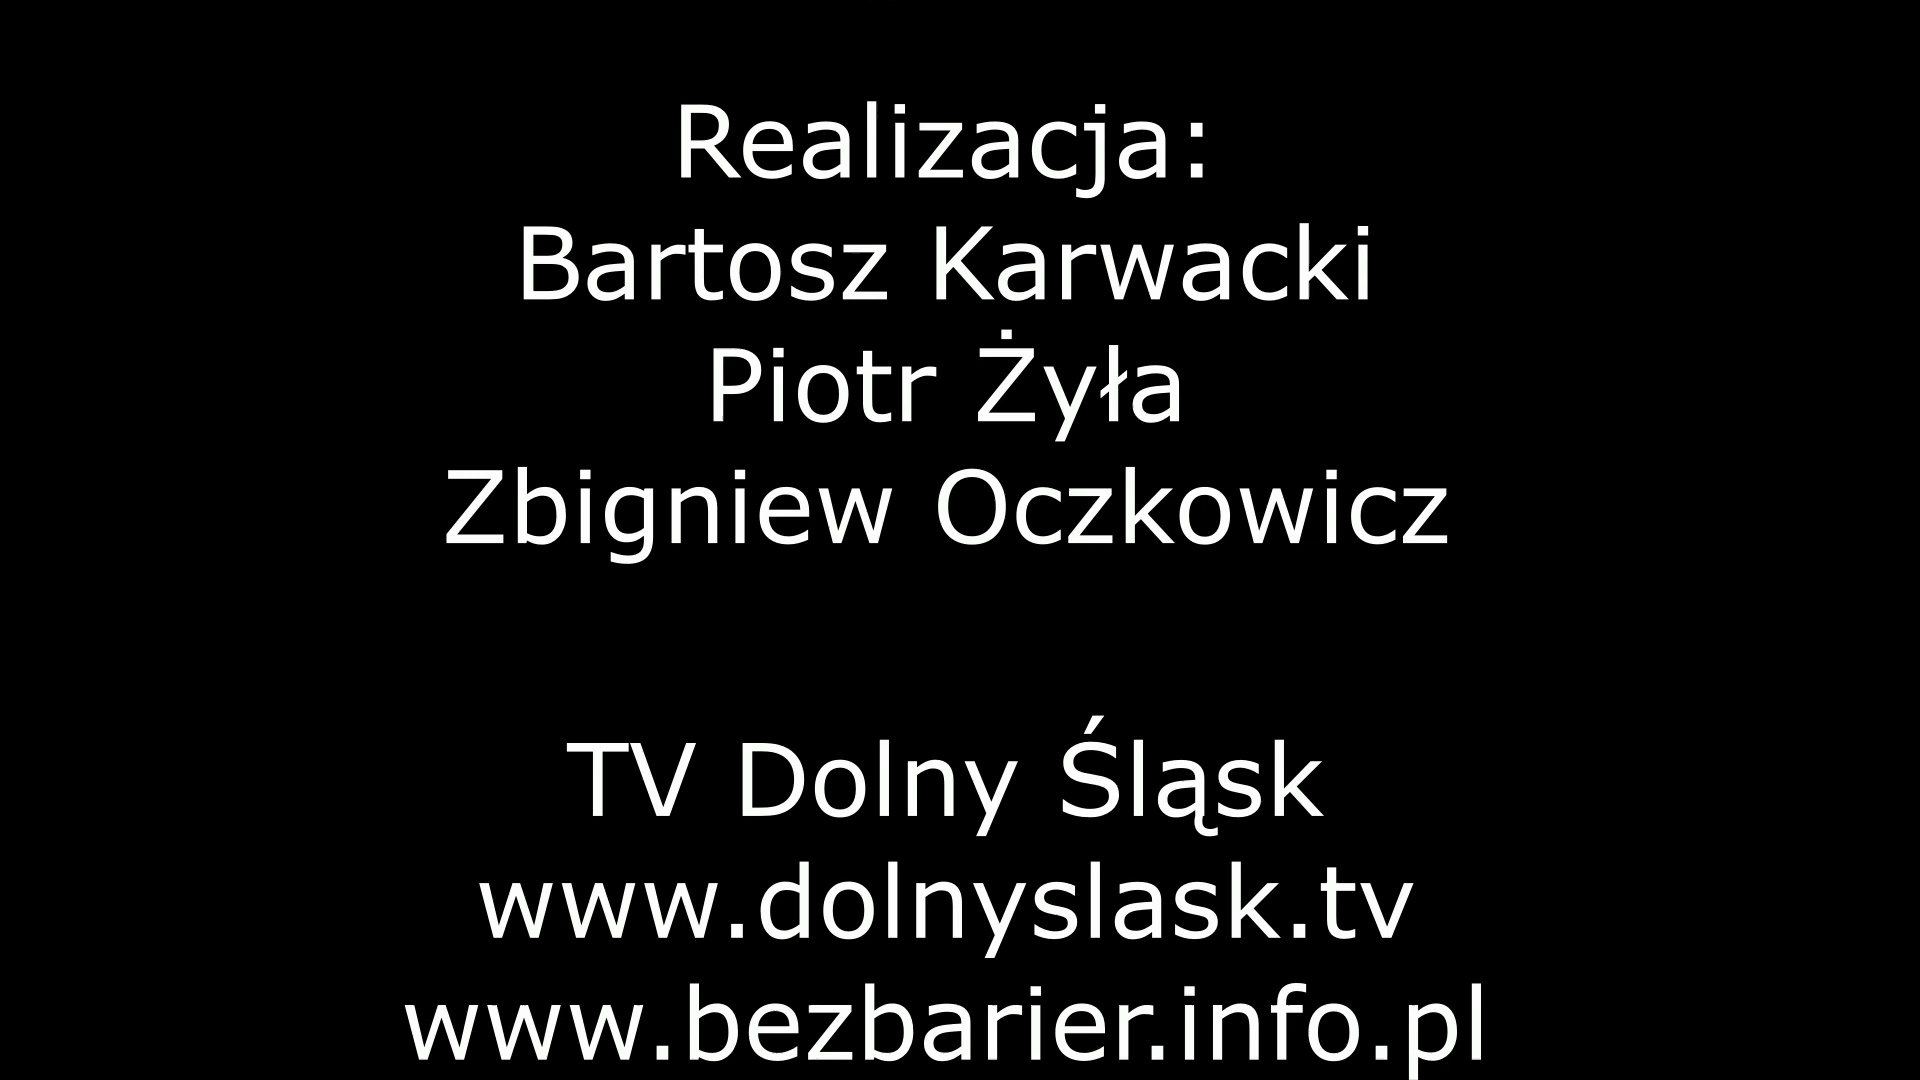 Realizacja:
Bartosz Karwacki
Piotr Żyła
Zbigniew Oczkowicz
TV Dolny Śląsk
www.dolnyslask.tv
www.bezbarier.info.pl